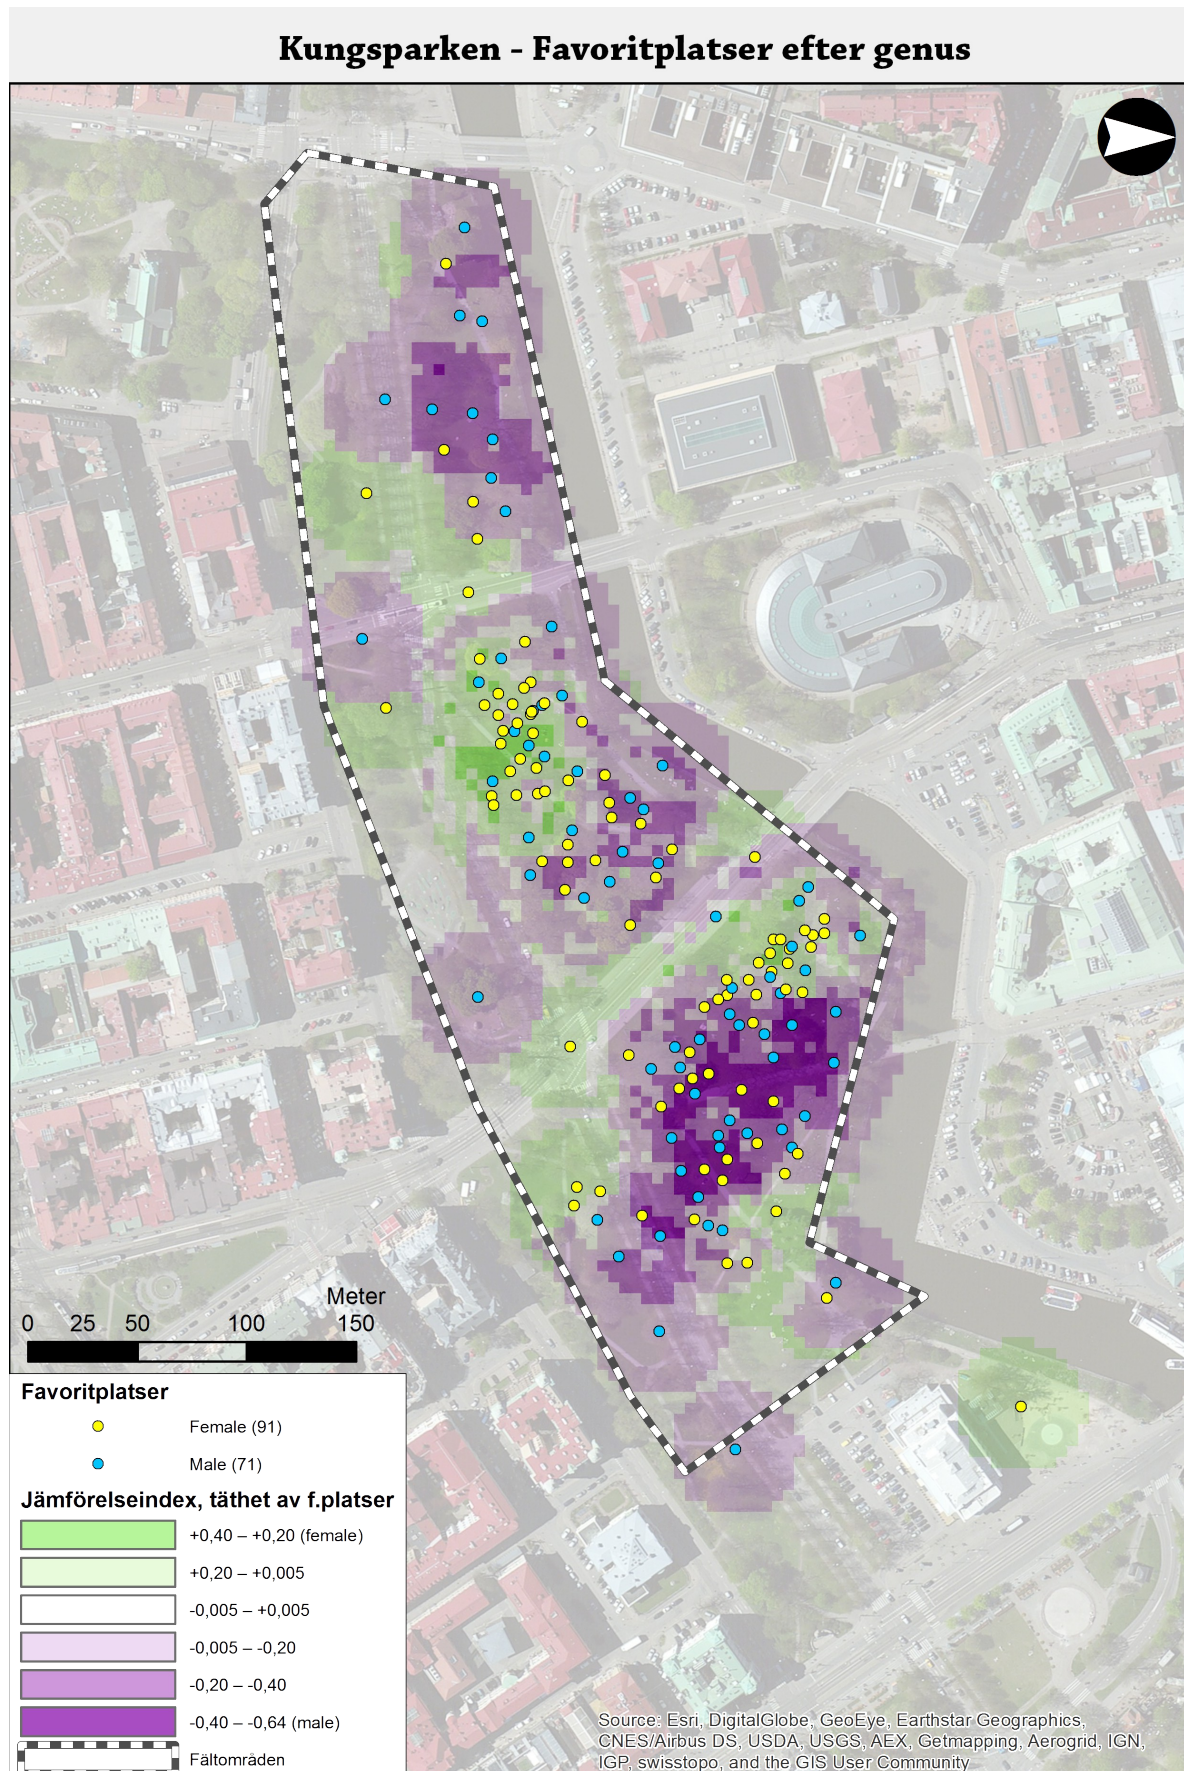 Kungsparken - Favoritplatser efter genus
Meter
0 25 50 100 150
Favoritplatser
Female (91)
Male (71)
Jämförelseindex, täthet av f.platser
+0,40 – +0,20 (female)
+0,20 – +0,005
-0,005 – +0,005
-0,005 – -0,20
-0,20 – -0,40
-0,40 – -0,64 (male)
Fältområden
Source: Esri, DigitalGlobe, GeoEye, Earthstar Geographics,
CNES/Airbus DS, USDA, USGS, AEX, Getmapping, Aerogrid, IGN,
IGP, swisstopo, and the GIS User Community